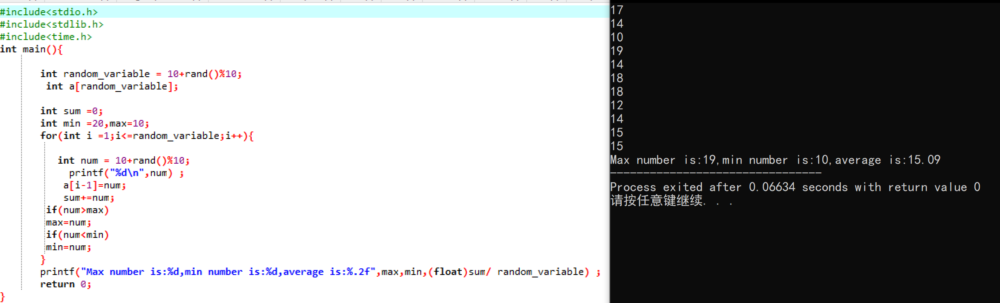 #include<stdio.h>
#include<stdlib.h>
#include<time.h>
int main(){
int random_variable = 10+rand()%10;
int a[random_variable];
int sum =0;
int min =20,max=10;
for(int i =1;i<=random_variable;i++){
int num = 10+rand()%10;
printf("%d\n",num) ;
a[i-1]=num;
sum+=num;
if(num>max)
max=num;
if(num<min)
min=num;
}
printf("Max number is:%d,min number is:%d,average is:%.2f",max,min,(float)sum/ random_variable) ;
return 0;
}
17
14
10
19
14
18
18
12
14
15
15
Max number is:19,min number is:10,average is:15.09
--------------------------------
Process exited after 0.06634 seconds with return value 0
请按任意键继续. . .